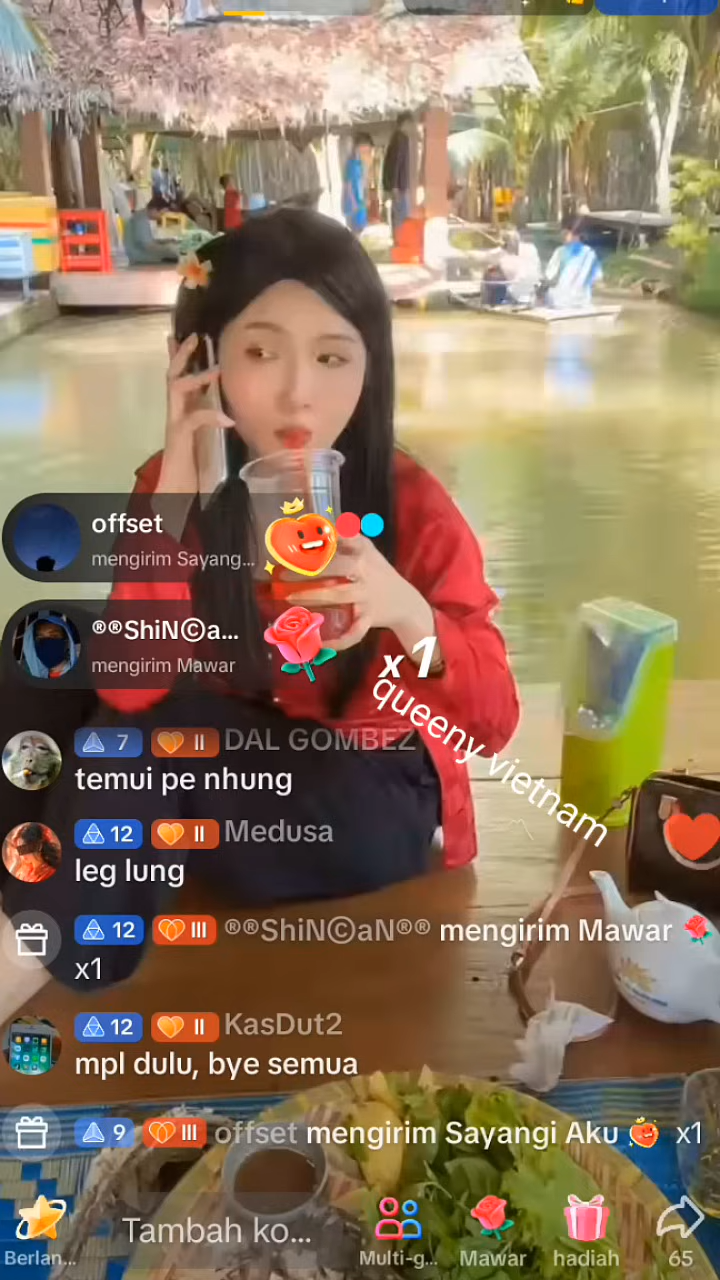 offset
mengirim Sayang...
®®ShiN©a...
mengirim Mawar
x1
queeny vietnam
7 II DAL GOMBEZ
temui pe nhung
12 II Medusa
leg lung
12 III ®®ShiN©aN®® mengirim Mawar
x1
12 II KasDut2
mpl dulu, bye semua
9 III offset mengirim Sayangi Aku x1
Tambah ko...
Berlan...
Multi-g...
Mawar
hadiah
65